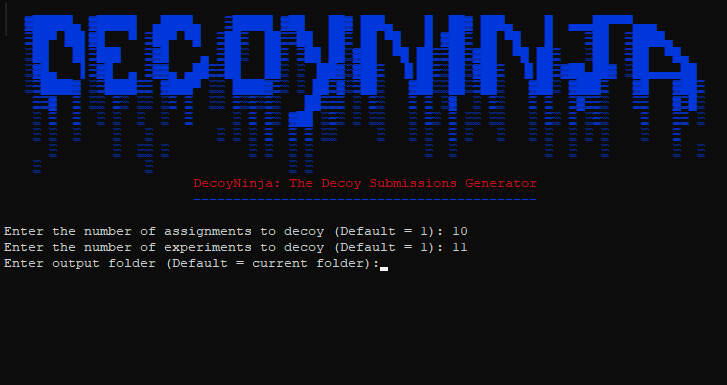 DECOYNINJA
DecoyNinja: The Decoy Submissions Generator
-------------------------------------------
Enter the number of assignments to decoy (Default = 1): 10
Enter the number of experiments to decoy (Default = 1): 11
Enter output folder (Default = current folder):